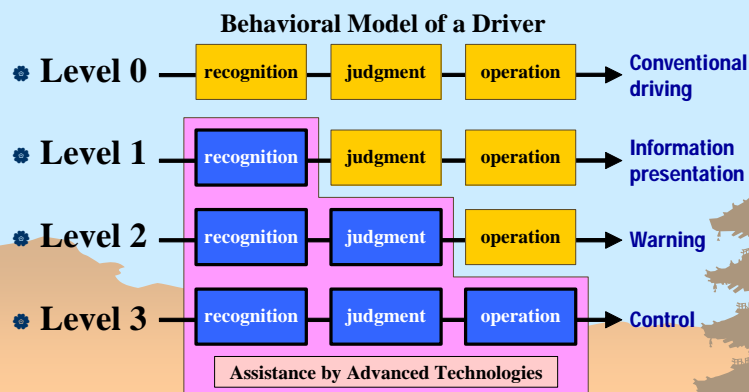 Behavioral Model of a Driver
Level 0 recognition judgment operation Conventional
driving
Level 1 recognition judgment operation Information
presentation
Level 2 recognition judgment operation Warning
Level 3 recognition judgment operation Control
Assistance by Advanced Technologies